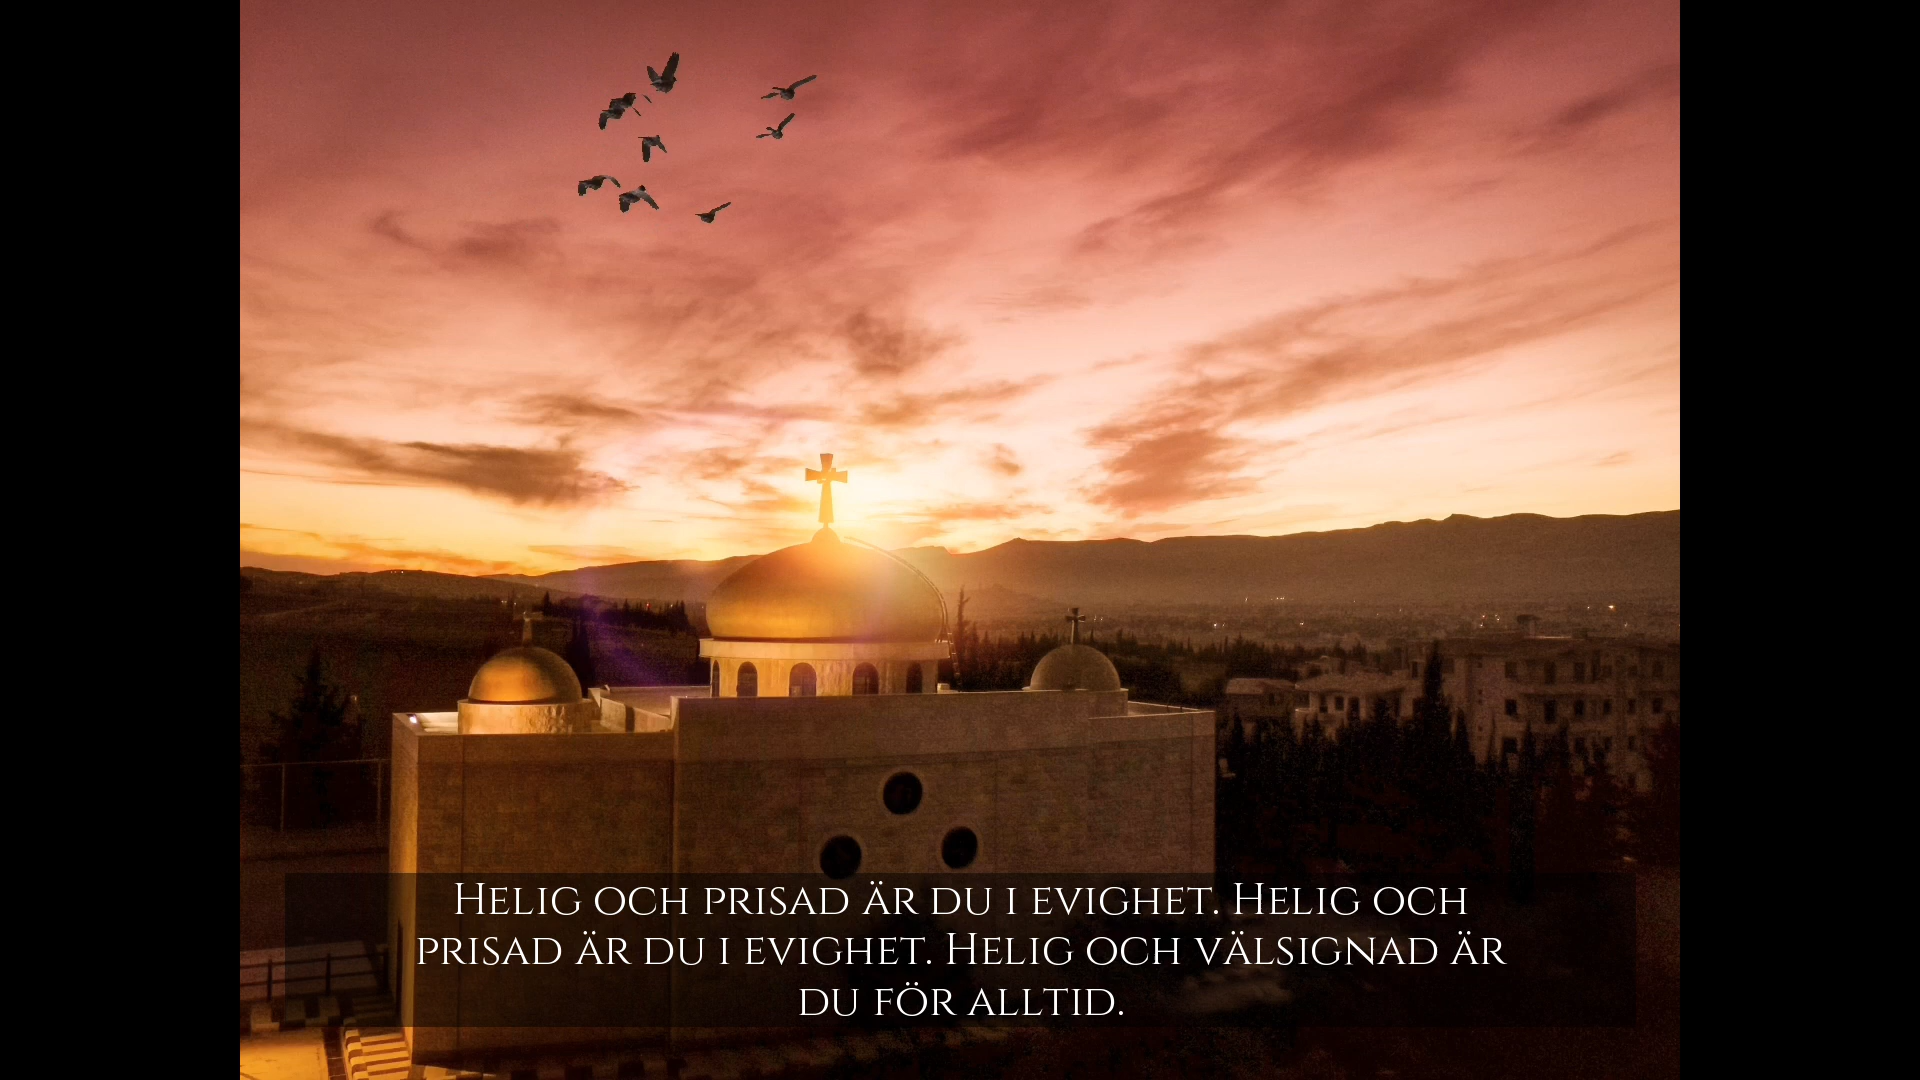 Helig och prisad är du i evighet. Helig och
prisad är du i evighet. Helig och välsignad är
du för alltid.